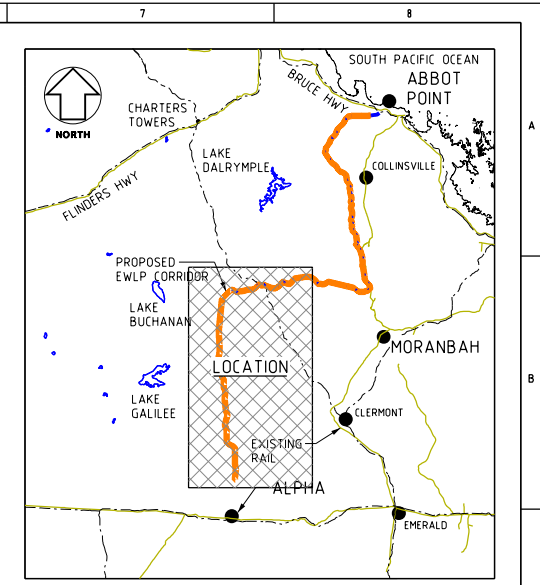 7
8
SOUTH PACIFIC OCEAN
ABBOT
POINT
BRUCE HWY
A
CHARTERS
TOWERS
NORTH
LAKE
DALRYMPLE
COLLINSVILLE
FLINDERS HWY
PROPOSED
EWLP CORRIDOR
LAKE
BUCHANAN
MORANBAH
LOCATION
B
LAKE
GALILEE
CLERMONT
EXISTING
RAIL
ALPHA
EMERALD